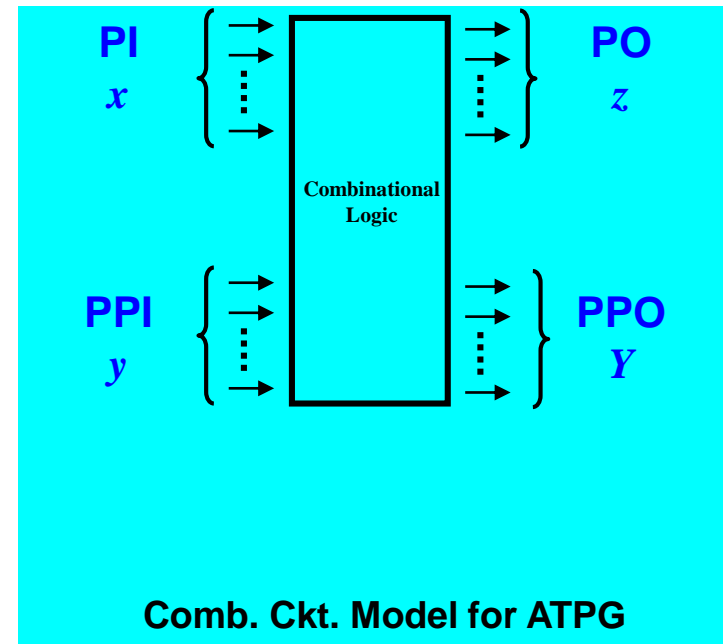 PI
x
PO
z
Combinational
Logic
PPI
y
PPO
Y
Comb. Ckt. Model for ATPG